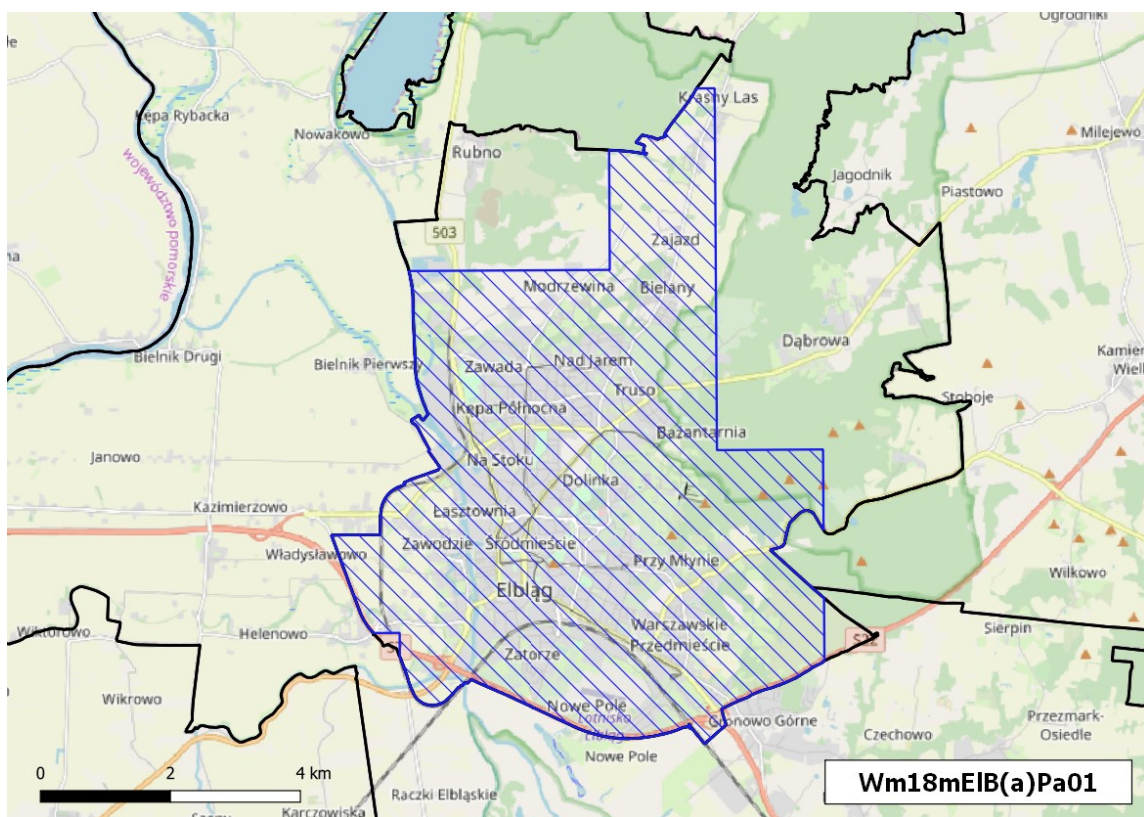 Ogrodniki
Krasny Las
Kępa Rybacka
Nowakowo
Milejewo
Rubno
Jagodnik
Piastowo
województwo pomorskie
503
Zajazd
Modrzewina
Bielany
Bielnik Drugi
Bielnik Pierwszy
Zawada
Nad Jarem
Dąbrowa
Truso
Stoboje
Kępa Północna
Bażantarnia
Janowo
Na Stoku
Dolinka
Kazimierzowo
Łasztownia
Władysławowo
Zawodzie
Śródmieście
Przy Młynie
Elbląg
Wilkowo
Wiktorowo
Helenowo
Warszawskie
Przedmieście
S22
Sierpin
Zatorze
Wikrowo
Nowe Pole
Lotnisko
Elbląg
Gronowo Górne
Przezmark-
Osiedle
Czechowo
Nowe Pole
0 2 4 km
Raczki Elbląskie
Karczowiska
Wm18mElB(a)Pa01